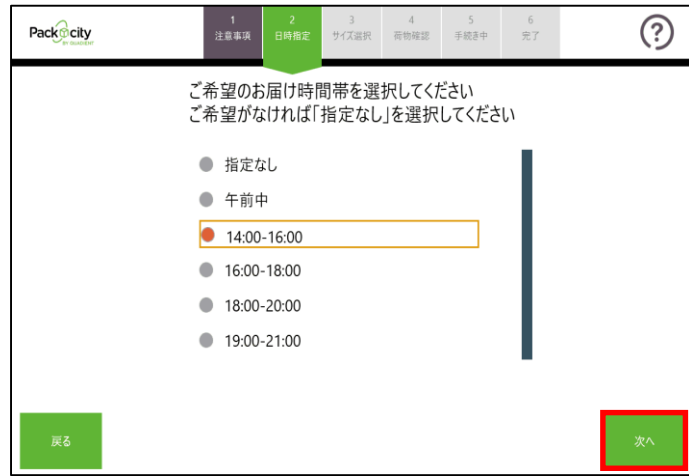 Packcity
BY QUADIENT
1
注意事項
2
日時指定
3
サイズ選択
4
荷物確認
5
手続き中
6
完了
?
ご希望のお届け時間帯を選択してください
ご希望がなければ「指定なし」を選択してください
指定なし
午前中
14:00-16:00
16:00-18:00
18:00-20:00
19:00-21:00
戻る
次へ